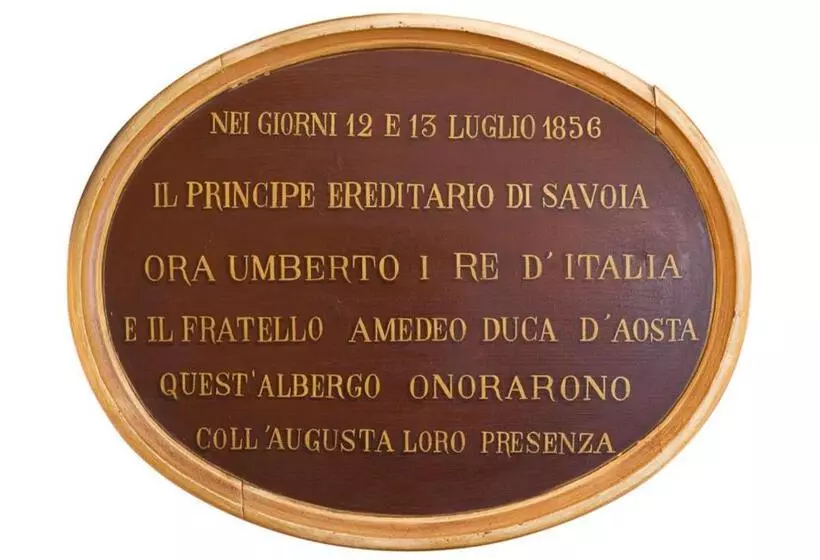 NEI GIORNI 12 E 13 LUGLIO 1856
IL PRINCIPE EREDITARIO DI SAVOIA
ORA UMBERTO I RE D'ITALIA
E IL FRATELLO AMEDEO DUCA D'AOSTA
QUEST'ALBERGO ONORARONO
COLL'AUGUSTA LORO PRESENZA